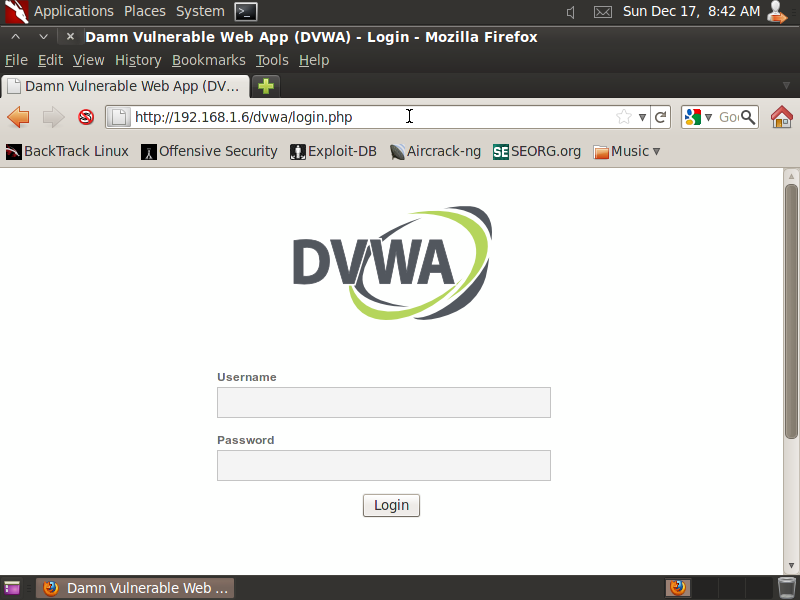 Applications Places System Sun Dec 17, 8:42 AM
Damn Vulnerable Web App (DVWA) - Login - Mozilla Firefox
File Edit View History Bookmarks Tools Help
Damn Vulnerable Web App (DV...
http://192.168.1.6/dvwa/login.php Goo
BackTrack Linux Offensive Security Exploit-DB Aircrack-ng SE SEORG.org Music
DVWA
Username
Password
Login
Damn Vulnerable Web ...